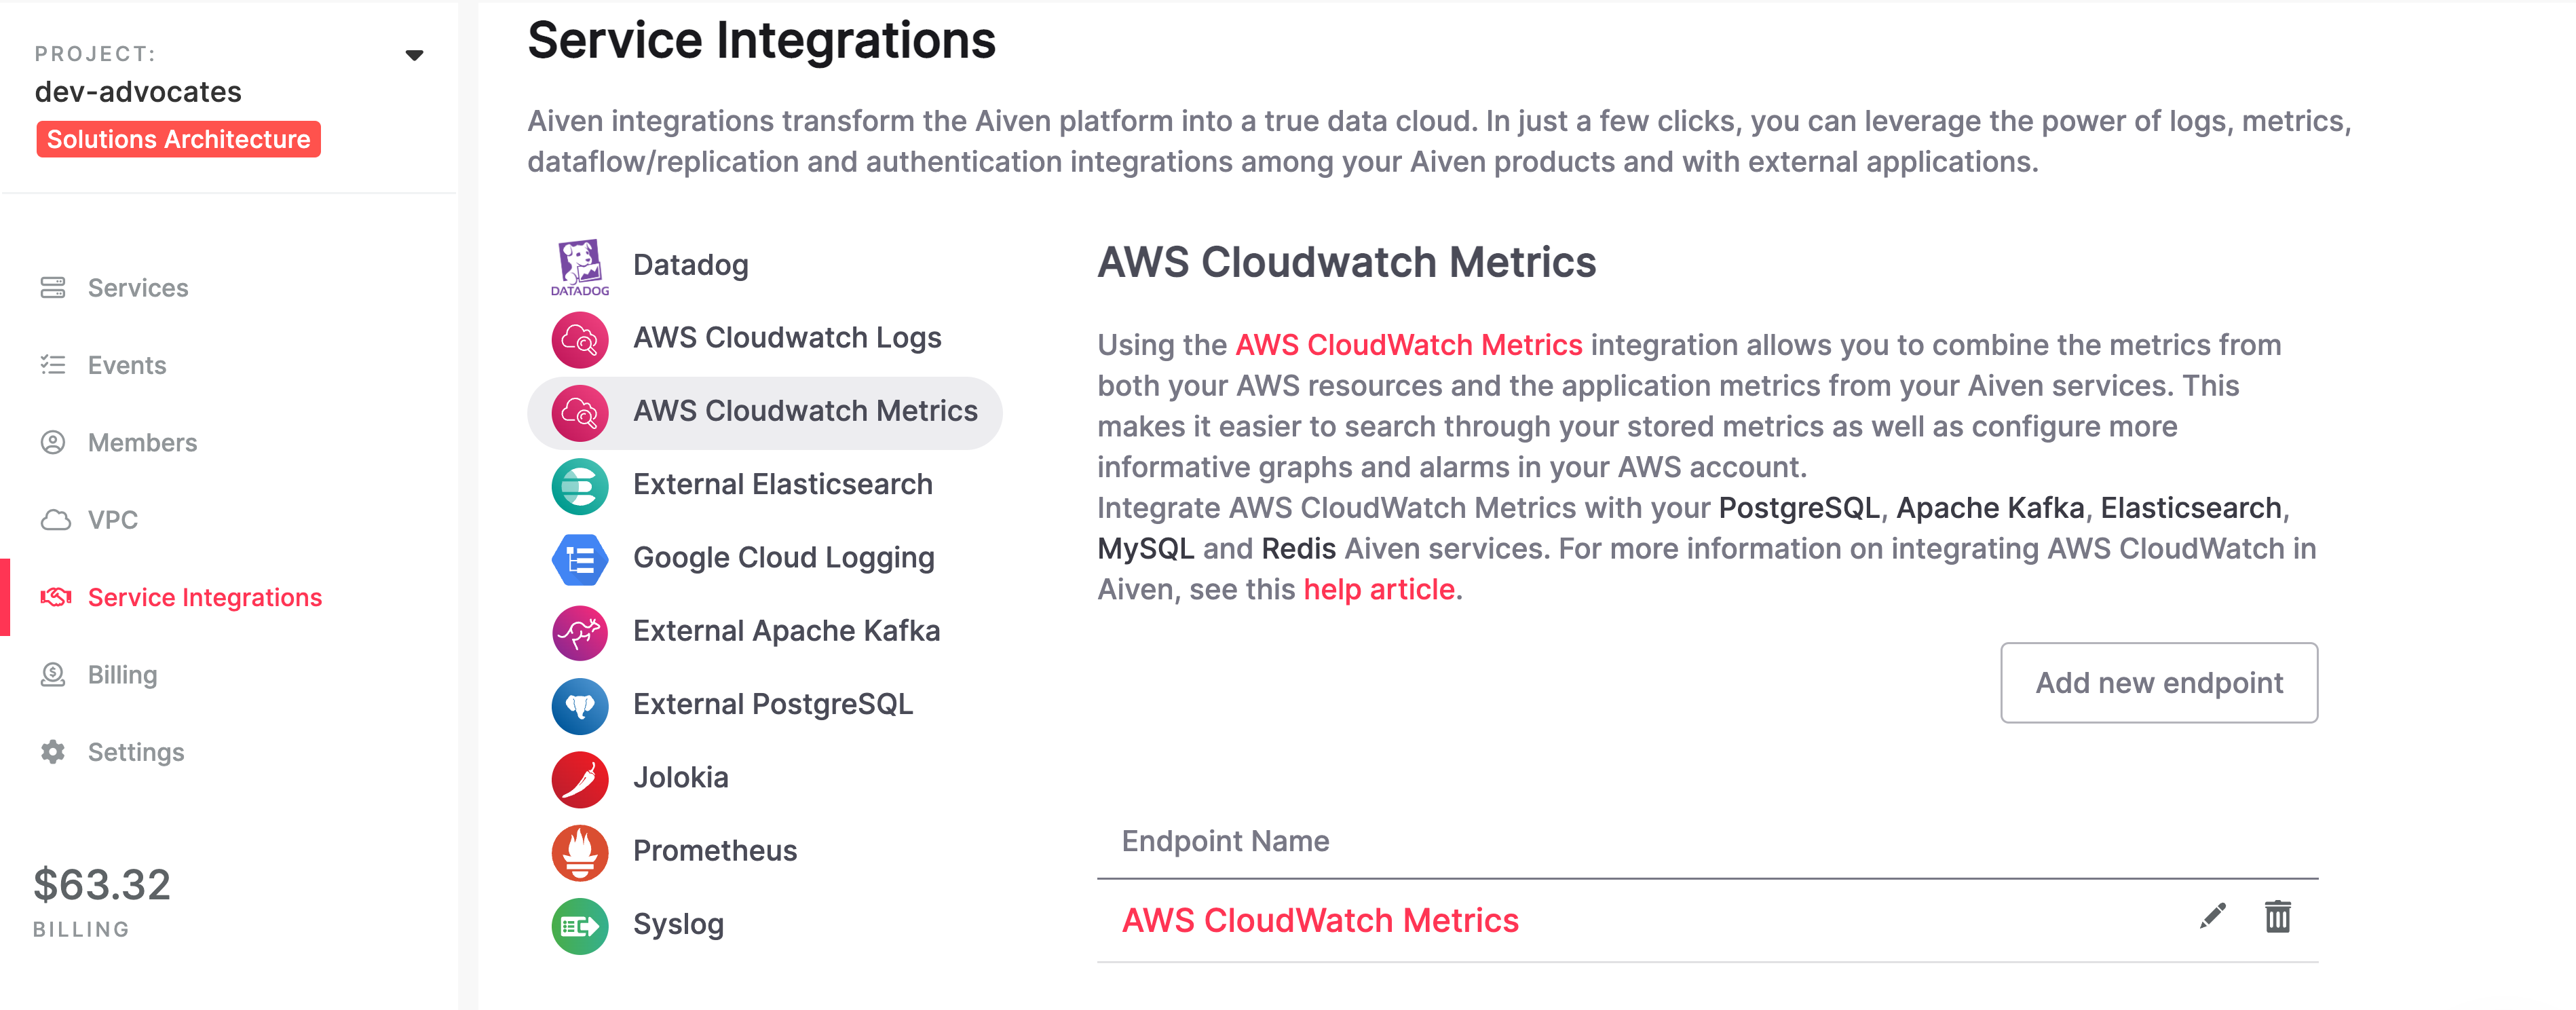 PROJECT:
dev-advocates
Solutions Architecture
Services
Events
Members
VPC
Service Integrations
Billing
Settings
$63.32
BILLING
Service Integrations
Aiven integrations transform the Aiven platform into a true data cloud. In just a few clicks, you can leverage the power of logs, metrics,
dataflow/replication and authentication integrations among your Aiven products and with external applications.
DATADOG
Datadog
AWS Cloudwatch Logs
AWS Cloudwatch Metrics
External Elasticsearch
Google Cloud Logging
External Apache Kafka
External PostgreSQL
Jolokia
Prometheus
Syslog
AWS Cloudwatch Metrics
Using the AWS CloudWatch Metrics integration allows you to combine the metrics from
both your AWS resources and the application metrics from your Aiven services. This
makes it easier to search through your stored metrics as well as configure more
informative graphs and alarms in your AWS account.
Integrate AWS CloudWatch Metrics with your PostgreSQL, Apache Kafka, Elasticsearch,
MySQL and Redis Aiven services. For more information on integrating AWS CloudWatch in
Aiven, see this help article.
Add new endpoint
Endpoint Name
AWS CloudWatch Metrics